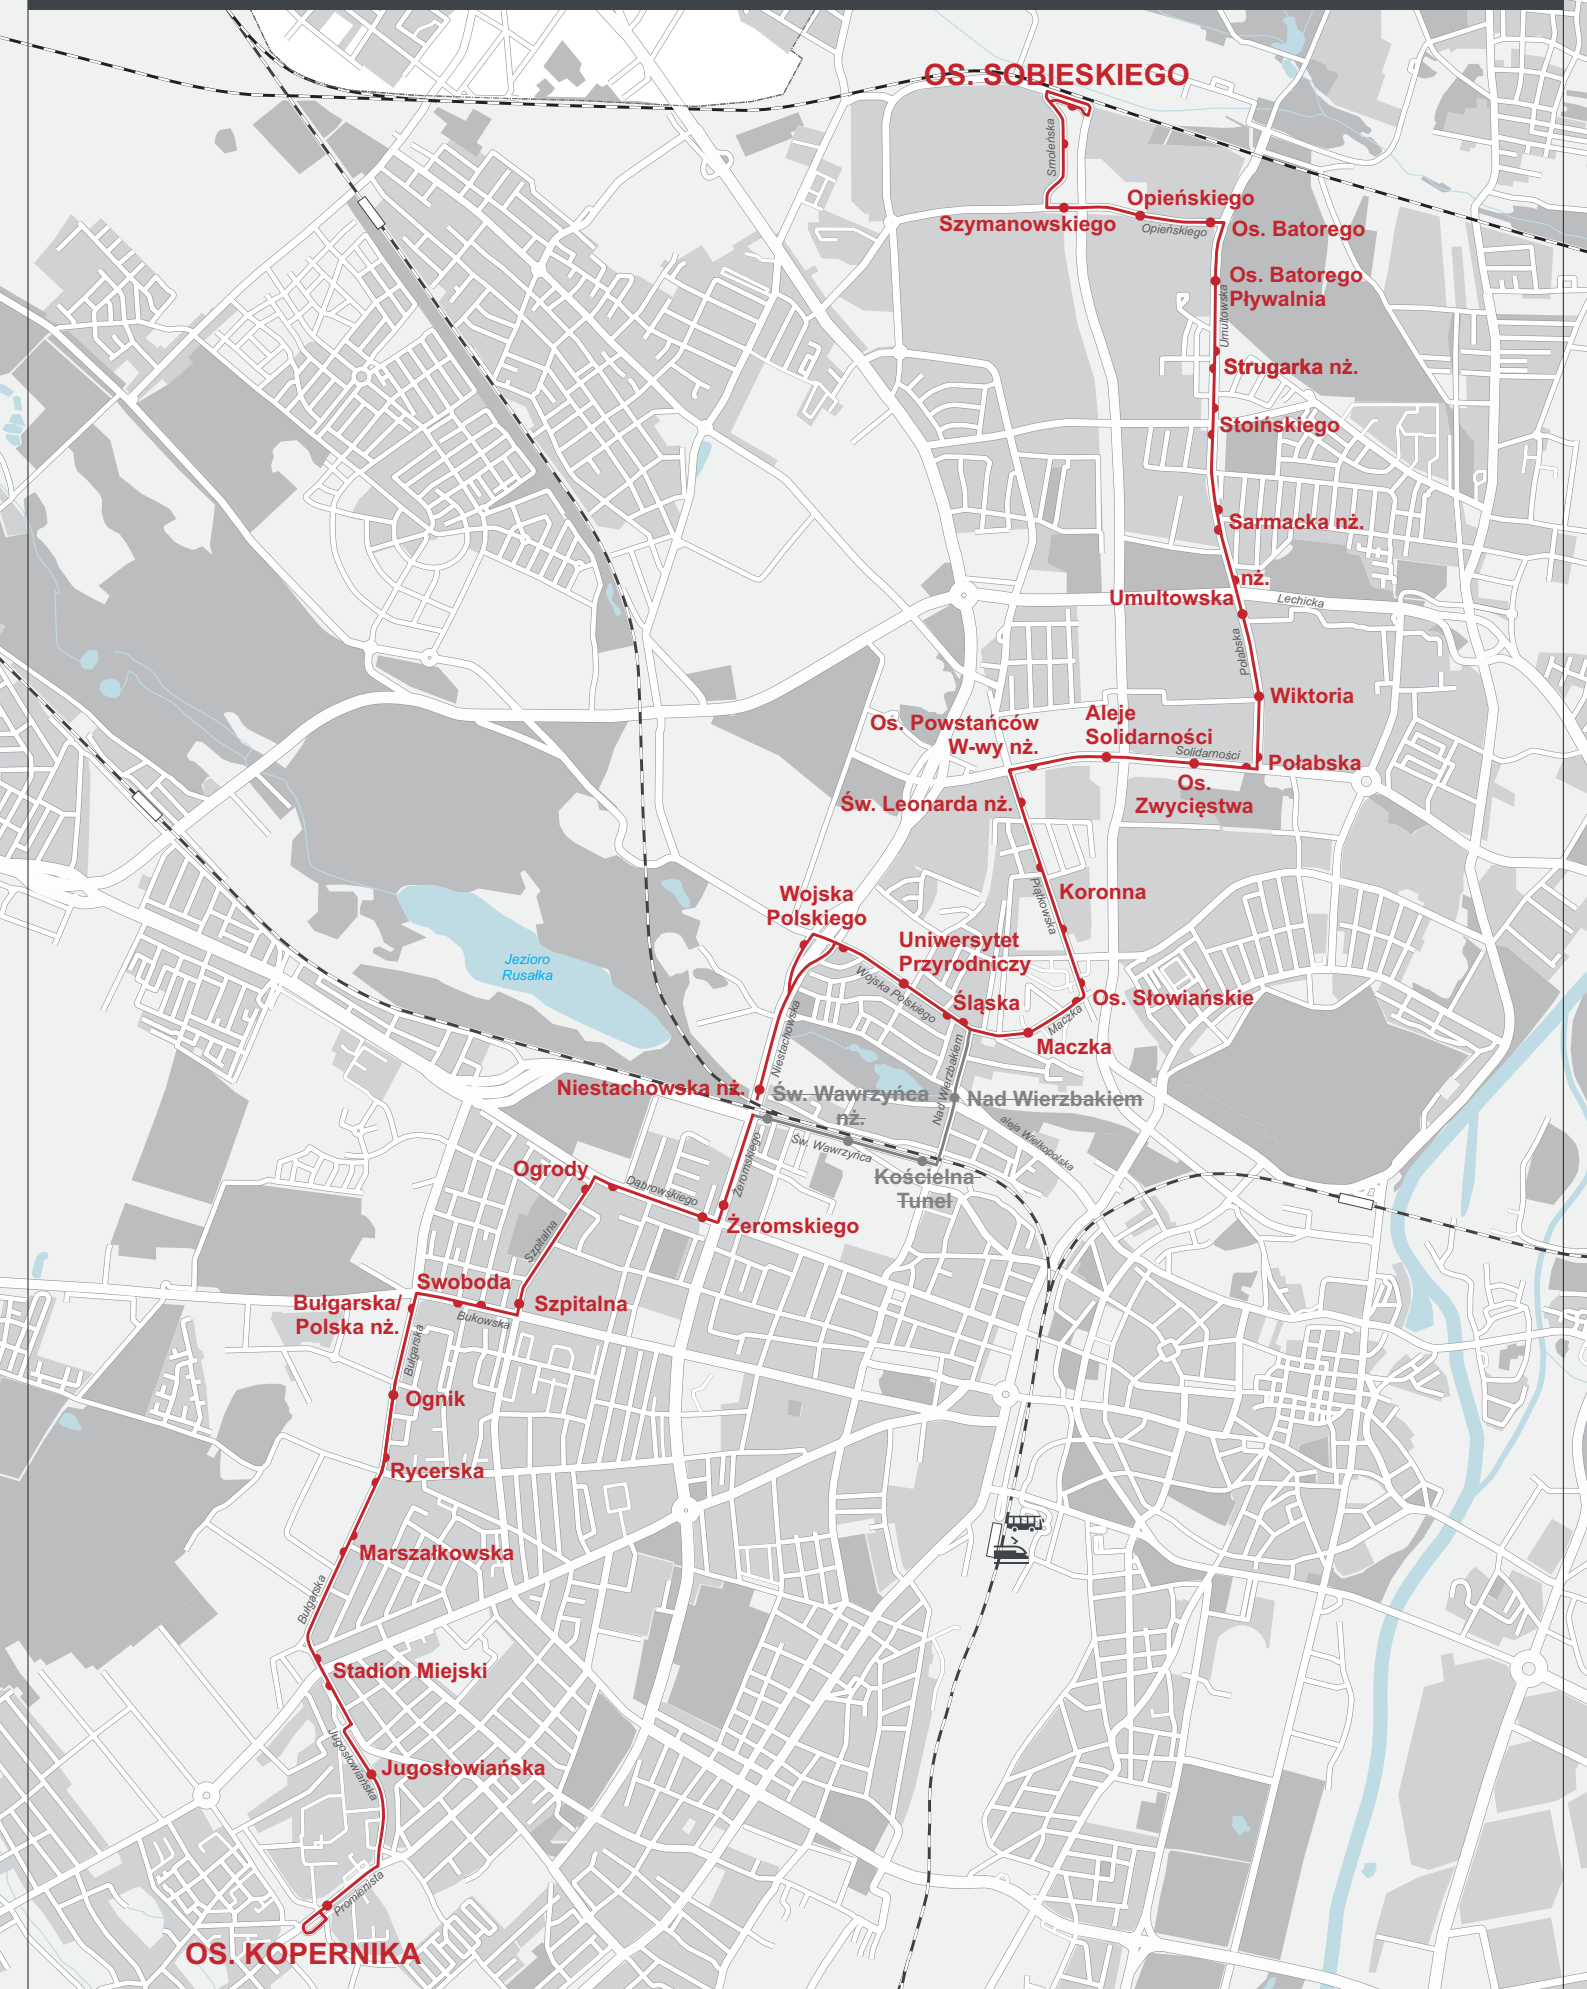 OS. SOBIESKIEGO
Smoleńska
Opieńskiego
Szymanowskiego
Opieńskiego
Os. Batorego
Os. Batorego
Pływalnia
Umultowska
Strugarka nż.
Stoińskiego
Sarmacka nż.
nż.
Umultowska
Lechicka
Połabska
Wiktoria
Os. Powstańców
W-wy nż.
Aleje
Solidarności
Solidarności
Połabska
Os.
Zwycięstwa
Św. Leonarda nż.
Piątkowska
Koronna
Wojska
Polskiego
Uniwersytet
Przyrodniczy
Wojska Polskiego
Jezioro
Rusałka
Śląska
Os. Słowiańskie
Maczka
Maczka
Niestachowska
Nad Wierzbakiem
Niestachowska nż.
Św. Wawrzyńca
nż.
Nad Wierzbakiem
aleja Wielkopolska
Św. Wawrzyńca
Kościelna
Tunel
Żeromskiego
Ogrody
Dąbrowskiego
Żeromskiego
Szpitalna
Swoboda
Szpitalna
Bukowska
Bułgarska/
Polska nż.
Bułgarska
Ognik
Rycerska
Marszałkowska
Bułgarska
Stadion Miejski
Jugosłowiańska
Jugosłowiańska
Promienista
OS. KOPERNIKA